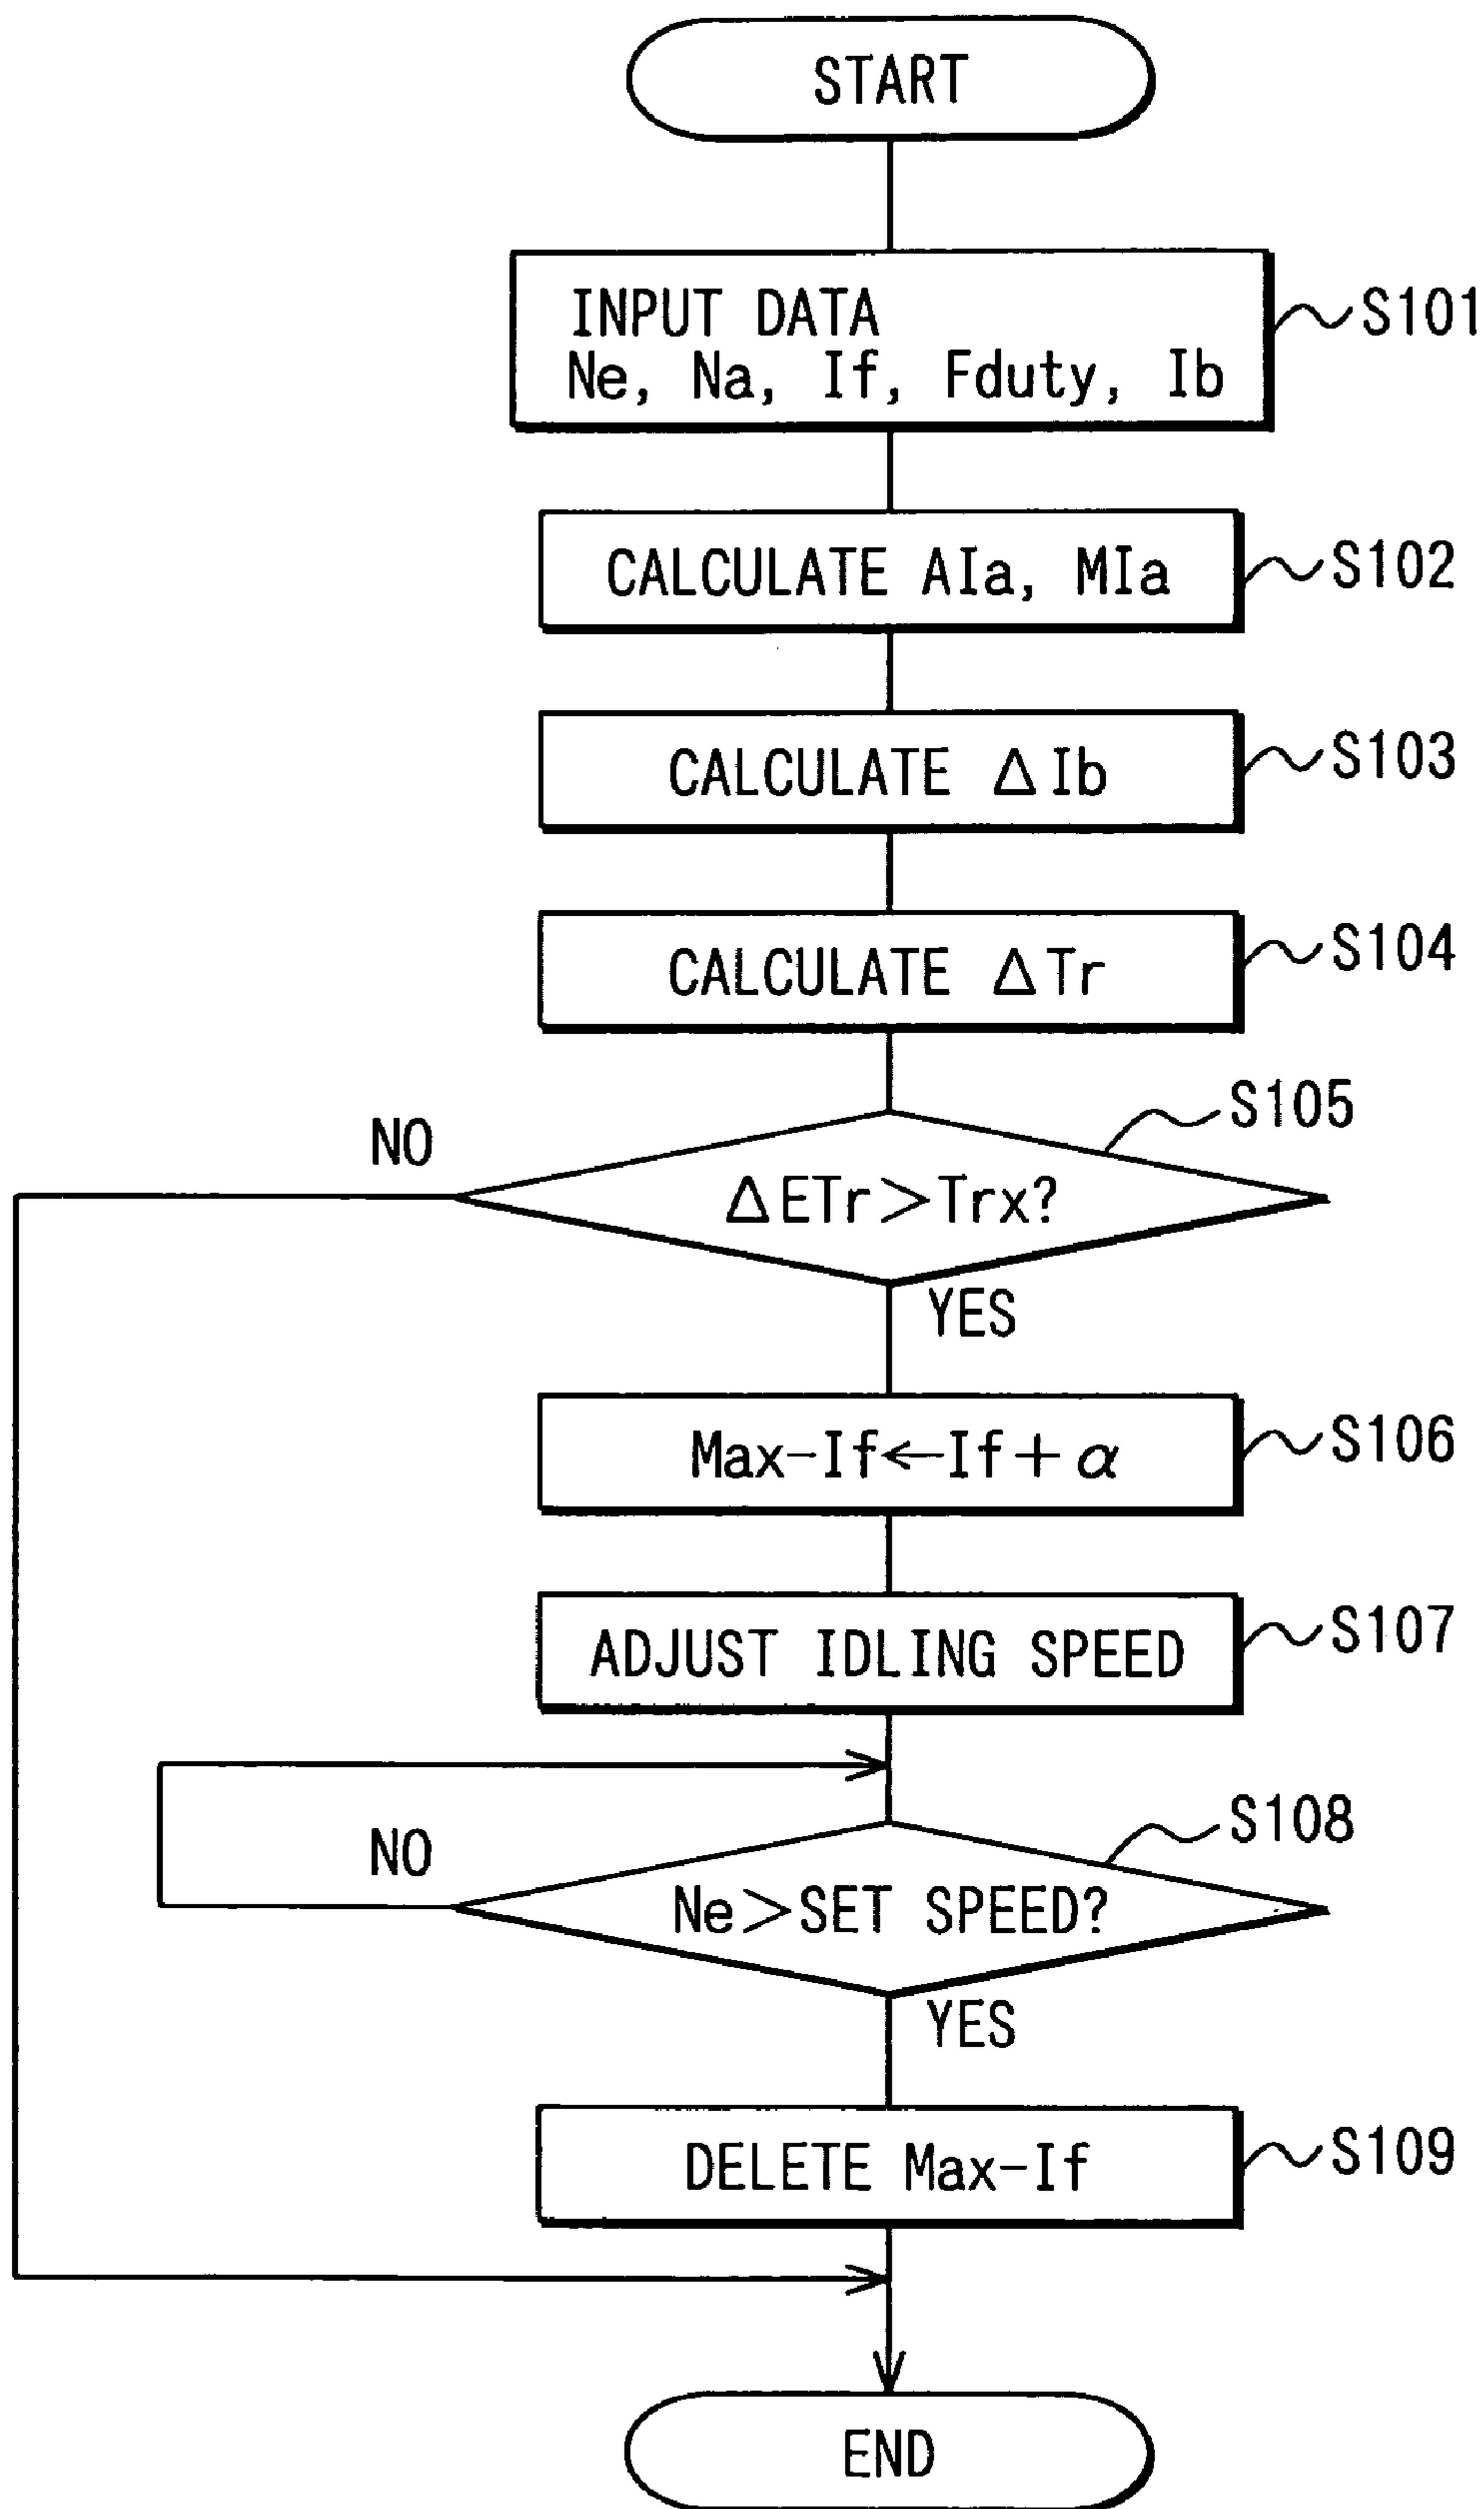 START
INPUT DATA
Ne, Na, If, Fduty, Ib
S101
CALCULATE AIa, MIa
S102
CALCULATE ΔIb
S103
CALCULATE ΔTr
S104
S105
NO
ΔETr>Trx?
YES
Max-If←If+α
S106
ADJUST IDLING SPEED
S107
S108
NO
Ne>SET SPEED?
YES
DELETE Max-If
S109
END